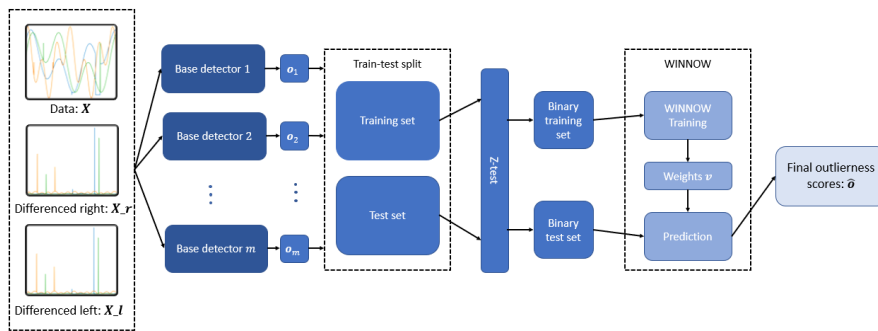 Data: X
Differenced right: X_r
Differenced left: X_l
Base detector 1
o1
Base detector 2
o2
Base detector m
om
Train-test split
Training set
Test set
Z-test
Binary
training
set
Binary
test set
WINNOW
WINNOW
Training
Weights v
Prediction
Final outlierness
scores: ô